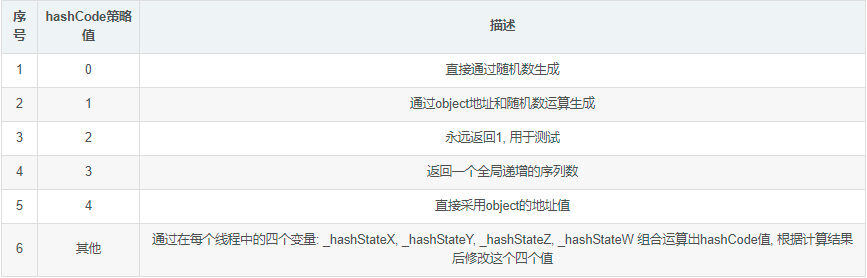 序号 hashCode策略值 描述
1 0 直接通过随机数生成
2 1 通过object地址和随机数运算生成
3 2 永远返回1, 用于测试
4 3 返回一个全局递增的序列数
5 4 直接采用object的地址值
6 其他 通过在每个线程中的四个变量: _hashStateX, _hashStateY, _hashStateZ, _hashStateW 组合运算出hashCode值, 根据计算结果
后修改这个四个值